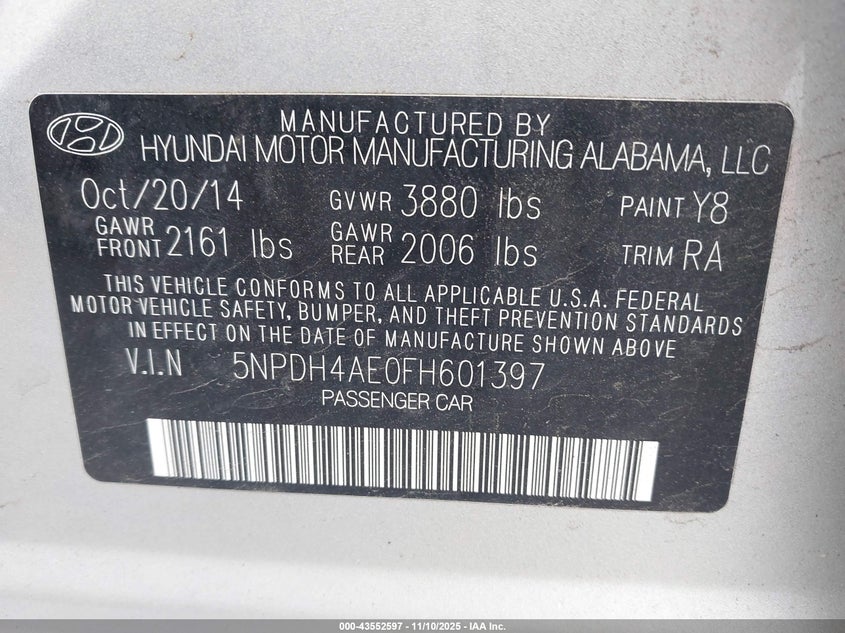 MANUFACTURED BY
HYUNDAI MOTOR MANUFACTURING ALABAMA, LLC
Oct/20/14 GVWR 3880 lbs PAINT Y8
GAWR FRONT 2161 lbs GAWR REAR 2006 lbs TRIM RA
THIS VEHICLE CONFORMS TO ALL APPLICABLE U.S.A. FEDERAL
MOTOR VEHICLE SAFETY, BUMPER, AND THEFT PREVENTION STANDARDS
IN EFFECT ON THE DATE OF MANUFACTURE SHOWN ABOVE
V.I.N 5NPDH4AE0FH601397
PASSENGER CAR
000-43552597 - 11/10/2025 - IAA Inc.